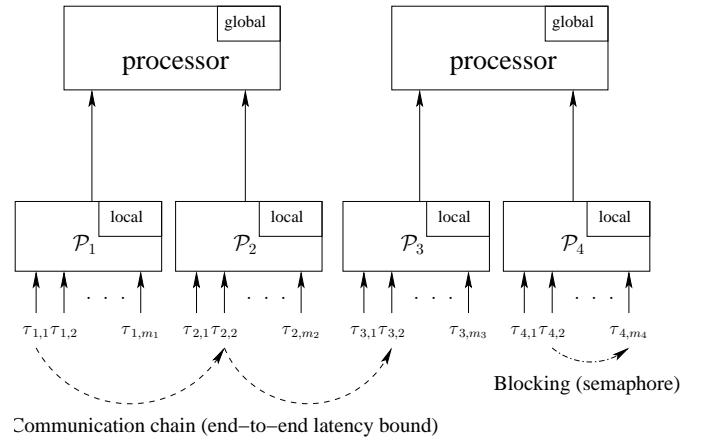 global global
processor processor
local local local local
𝒫₁ 𝒫₂ 𝒫₃ 𝒫₄
· · · · · · · · · · · ·
τ₁,₁ τ₁,₂ τ₁,m₁ τ₂,₁ τ₂,₂ τ₂,m₂ τ₃,₁ τ₃,₂ τ₃,m₃ τ₄,₁ τ₄,₂ τ₄,m₄
Blocking (semaphore)
Communication chain (end−to−end latency bound)